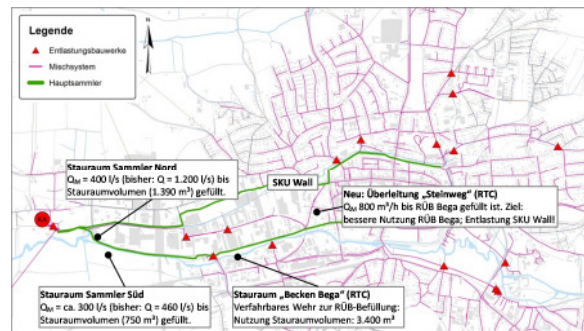 Legende
Entlastungsbauwerke
Mischsystem
Hauptsammler
N
Stauraum Sammler Nord
QM = 400 l/s (bisher: Q = 1.200 l/s) bis
Stauraumvolumen (1.390 m³) gefüllt.
SKU Wall
Neu: Überleitung „Steinweg“ (RTC)
QM 800 m³/h bis RÜB Bega gefüllt ist. Ziel:
bessere Nutzung RÜB Bega; Entlastung SKU Wall!
KA
Stauraum Sammler Süd
QM = ca. 300 l/s (bisher: Q = 460 l/s) bis
Stauraumvolumen (750 m³) gefüllt.
Stauraum „Becken Bega“ (RTC)
Verfahrbares Wehr zur RÜB-Befüllung:
Nutzung Stauraumvolumen: 3.400 m³